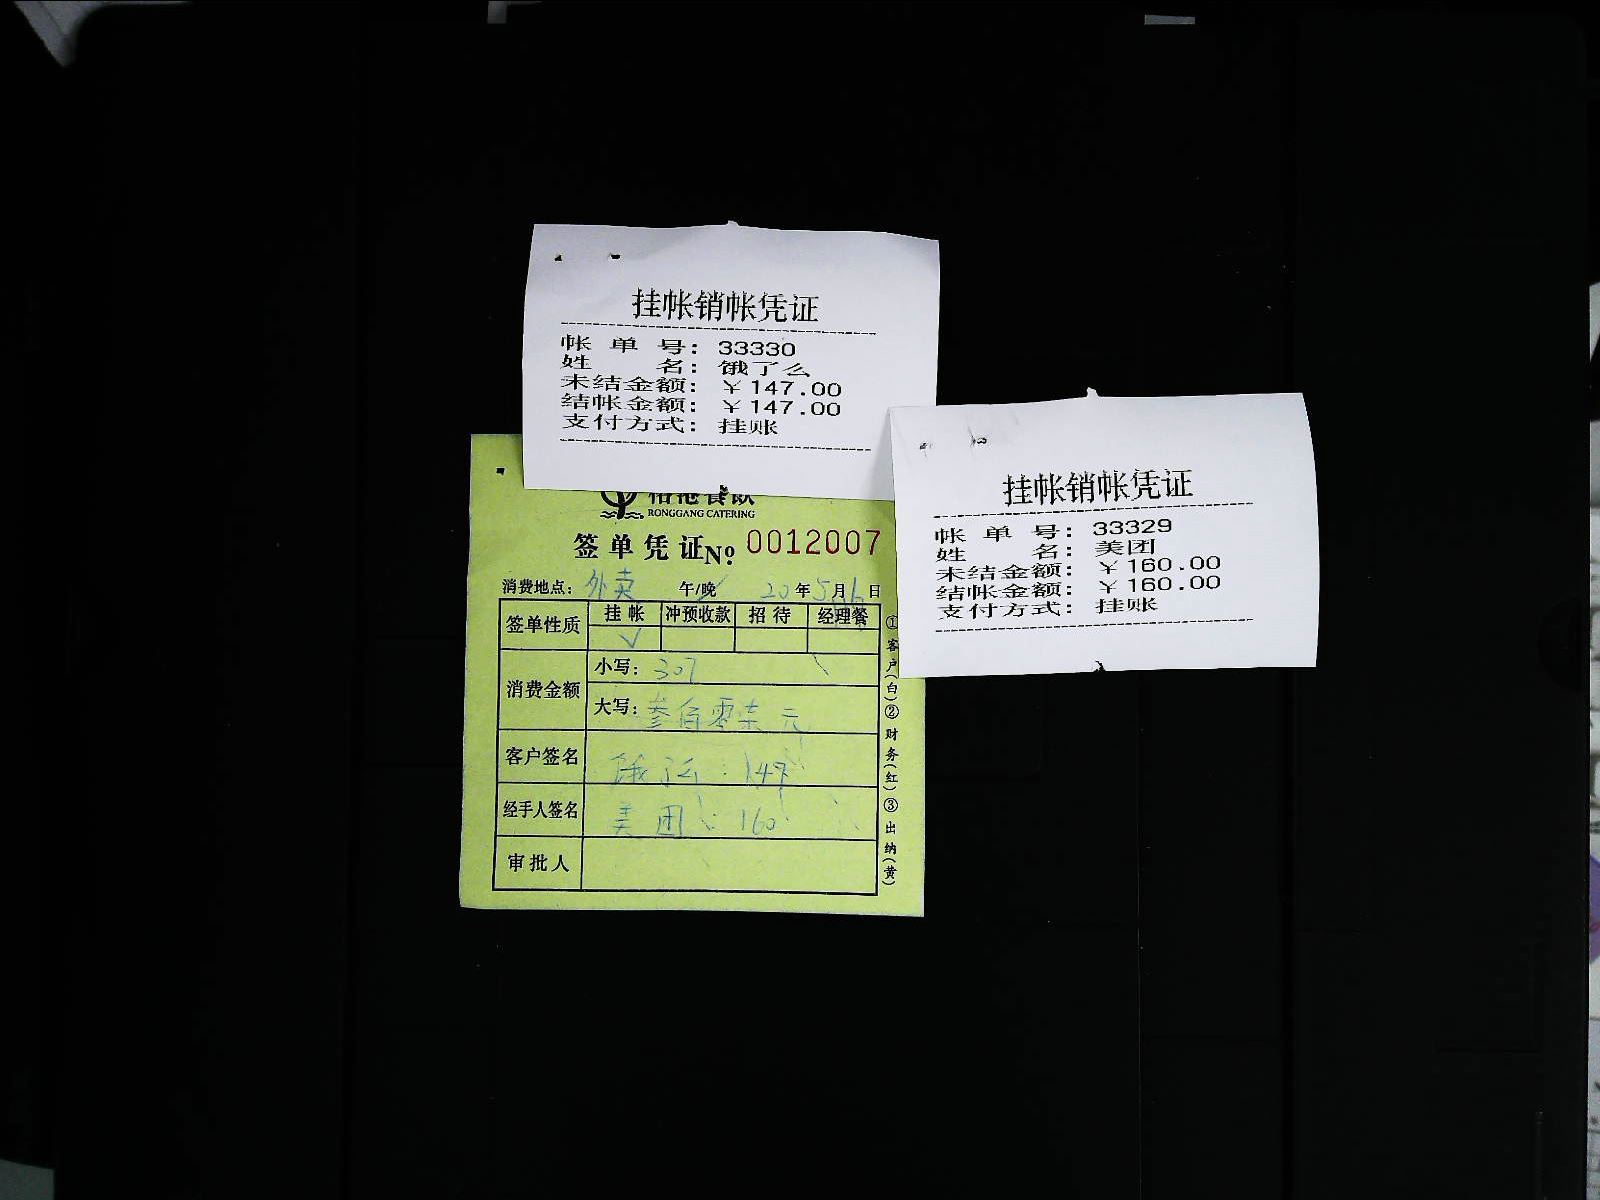 挂帐销帐凭证
帐单号：33330
姓名：饿了么
未结金额：￥147.00
结帐金额：￥147.00
支付方式：挂账
挂帐销帐凭证
帐单号：33329
姓名：美团
未结金额：￥160.00
结帐金额：￥160.00
支付方式：挂账
餐饮
RONGGANG CATERING
签单凭证 №: 0012007
消费地点：外卖 午/晚 20年5月6日
签单性质 挂帐 冲预收款 招待 经理餐
√
消费金额 小写：307
大写：叁佰零柒元
客户签名 饿了么：147
经手人签名 美团：160
审批人
①客户(白)②财务(红)③出纳(黄)